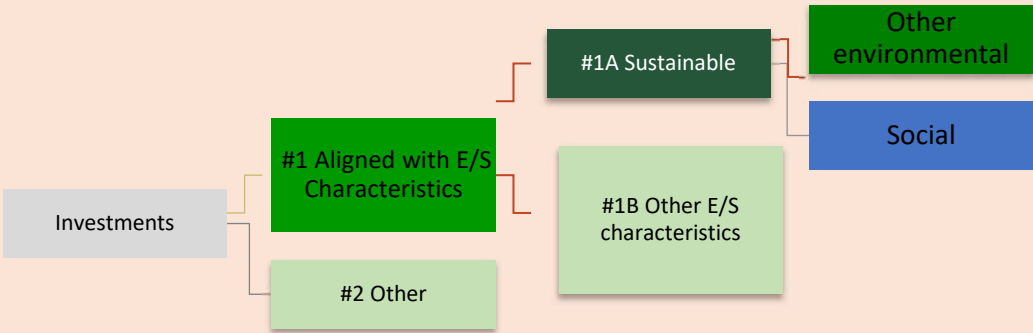 Other
environmental
#1A Sustainable
Social
#1 Aligned with E/S
Characteristics
#1B Other E/S
characteristics
Investments
#2 Other